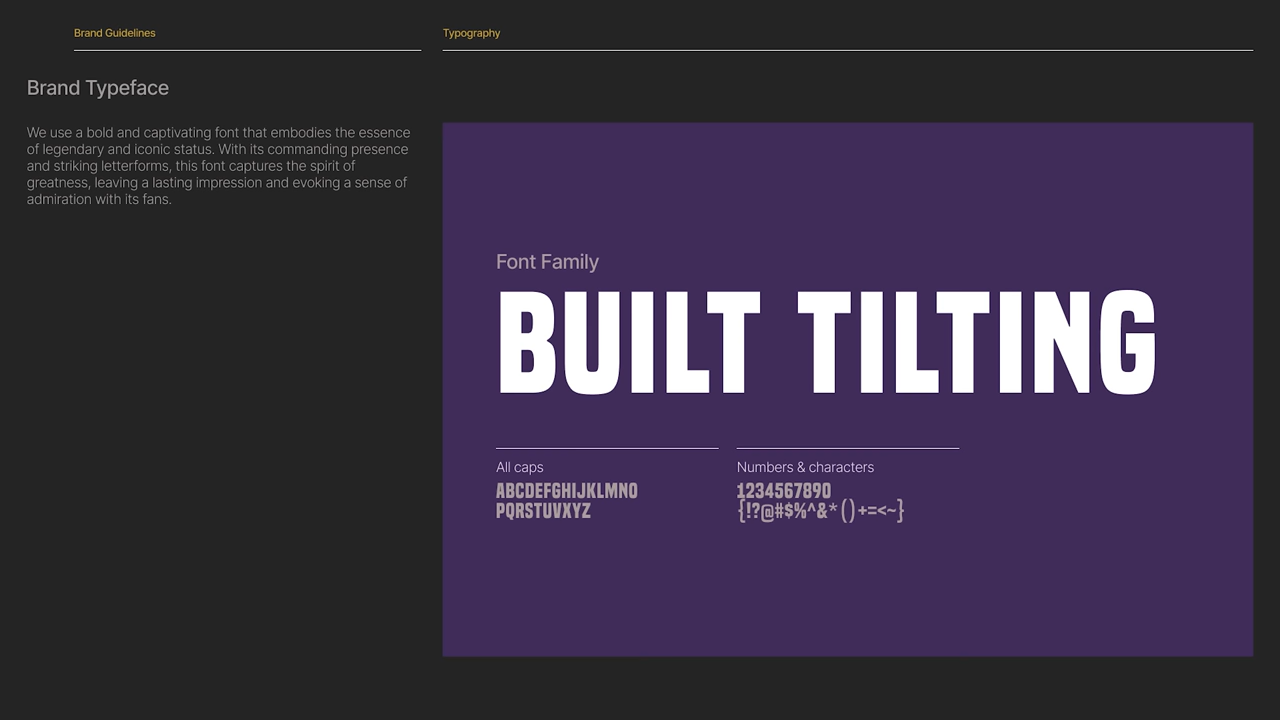 Brand Guidelines
Typography
Brand Typeface
We use a bold and captivating font that embodies the essence
of legendary and iconic status. With its commanding presence
and striking letterforms, this font captures the spirit of
greatness, leaving a lasting impression and evoking a sense of
admiration with its fans.
Font Family
BUILT TILTING
All caps
ABCDEFGHIJKLMNO
PQRSTUVXYZ
Numbers & characters
1234567890
{!?@#$%^&*()+=<~}